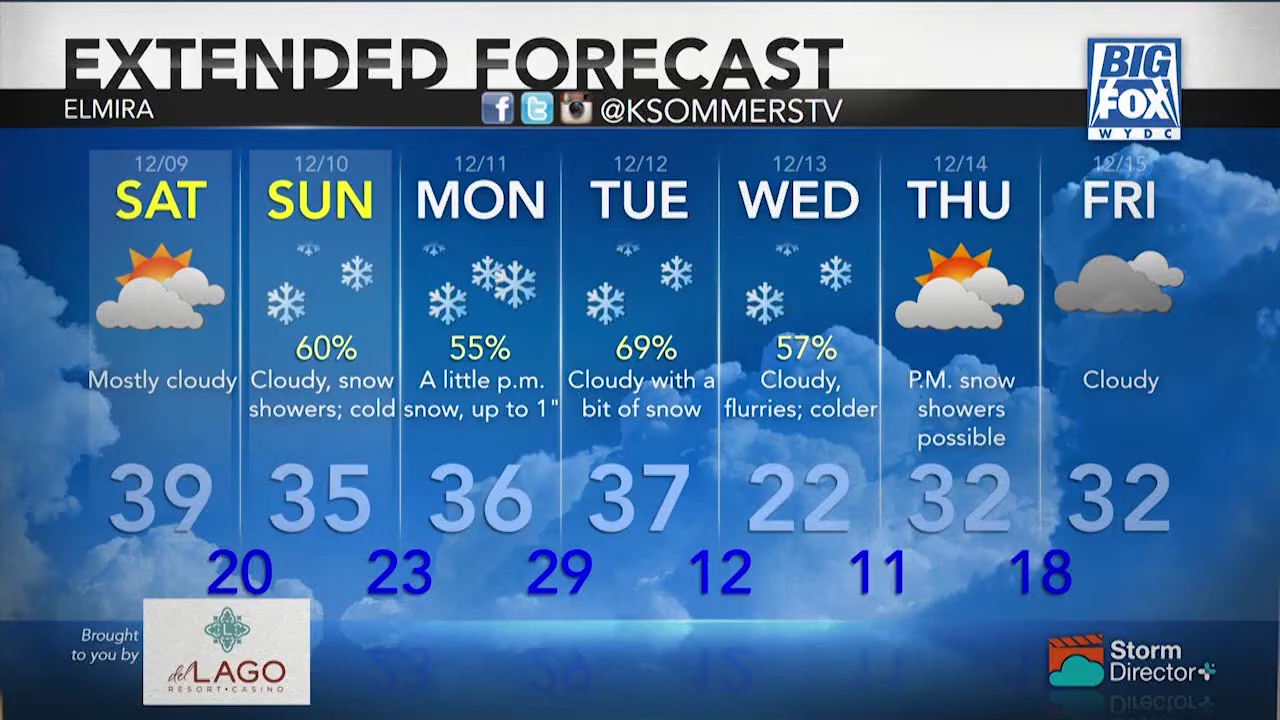 EXTENDED FORECAST
ELMIRA
@KSOMMERSTV
BIG
FOX
WYDC
12/09
SAT
Mostly cloudy
39
12/10
SUN
60%
Cloudy, snow
showers; cold
35
12/11
MON
55%
A little p.m.
snow, up to 1"
36
12/12
TUE
69%
Cloudy with a
bit of snow
37
12/13
WED
57%
Cloudy,
flurries; colder
22
12/14
THU
P.M. snow
showers
possible
32
12/15
FRI
Cloudy
32
20 23 29 12 11 18
Brought
to you by
L
del LAGO
RESORT • CASINO
Storm
Director+